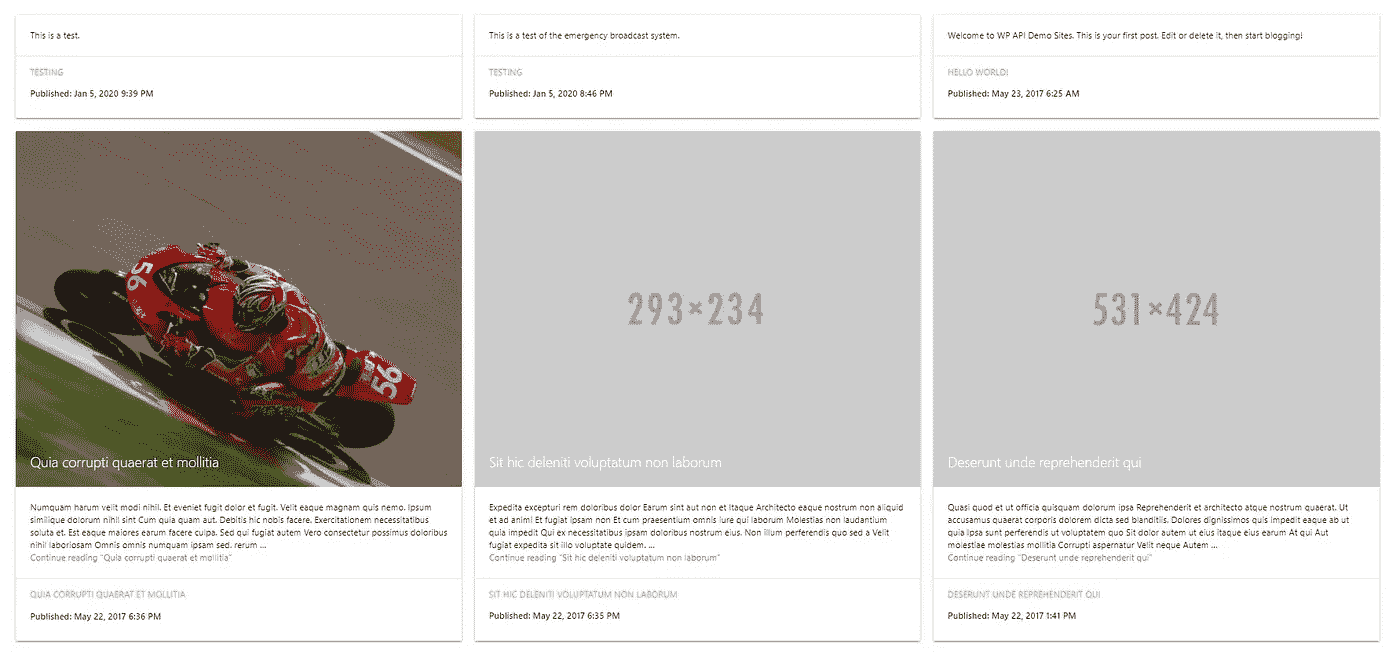 This is a test.
TESTING
Published: Jan 5, 2020 9:39 PM
This is a test of the emergency broadcast system.
TESTING
Published: Jan 5, 2020 8:46 PM
Welcome to WP API Demo Sites. This is your first post. Edit or delete it, then start blogging!
HELLO WORLD!
Published: May 23, 2017 6:25 AM
56
56
Quia corrupti quaerat et mollitia
Numquam harum velit modi nihil. Et eveniet fugit dolor et fugit. Velit eaque magnam quis nemo. Ipsum
similique dolorum nihil sint Cum quia quam aut. Debitis hic nobis facere. Exercitationem necessitatibus
soluta et. Est eaque maiores earum facere culpa. Sed qui fugiat autem Vero consectetur possimus doloribus
nihil laboriosam Omnis omnis numquam ipsam sed. rerum ...
Continue reading "Quia corrupti quaerat et mollitia"
QUIA CORRUPTI QUAERAT ET MOLLITIA
Published: May 22, 2017 6:36 PM
293×234
Sit hic deleniti voluptatum non laborum
Expedita excepturi rem doloribus dolor Earum sint aut non et Itaque Architecto eaque nostrum non aliquid
et ad animi Et fugiat ipsam non Et cum praesentium omnis iure qui laborum Molestias non laudantium
quia impedit Qui ex necessitatibus ipsam doloribus nostrum eius. Non illum perferendis quo sed a Velit
fugiat expedita sit illo voluptate quidem. ...
Continue reading "Sit hic deleniti voluptatum non laborum"
SIT HIC DELENITI VOLUPTATUM NON LABORUM
Published: May 22, 2017 6:35 PM
531×424
Deserunt unde reprehenderit qui
Quasi quod et ut officia quisquam dolorum ipsa Reprehenderit et architecto atque nostrum quaerat. Ut
accusamus quaerat corporis dolorem dicta sed blanditiis. Dolores dignissimos quis impedit eaque ab ut
quia ipsa sunt perferendis ut voluptatem quo Sit dolor autem ut eius itaque eius earum At qui Aut
molestiae molestias mollitia Corrupti aspernatur Velit neque Autem ...
Continue reading "Deserunt unde reprehenderit qui"
DESERUNT UNDE REPREHENDERIT QUI
Published: May 22, 2017 1:41 PM